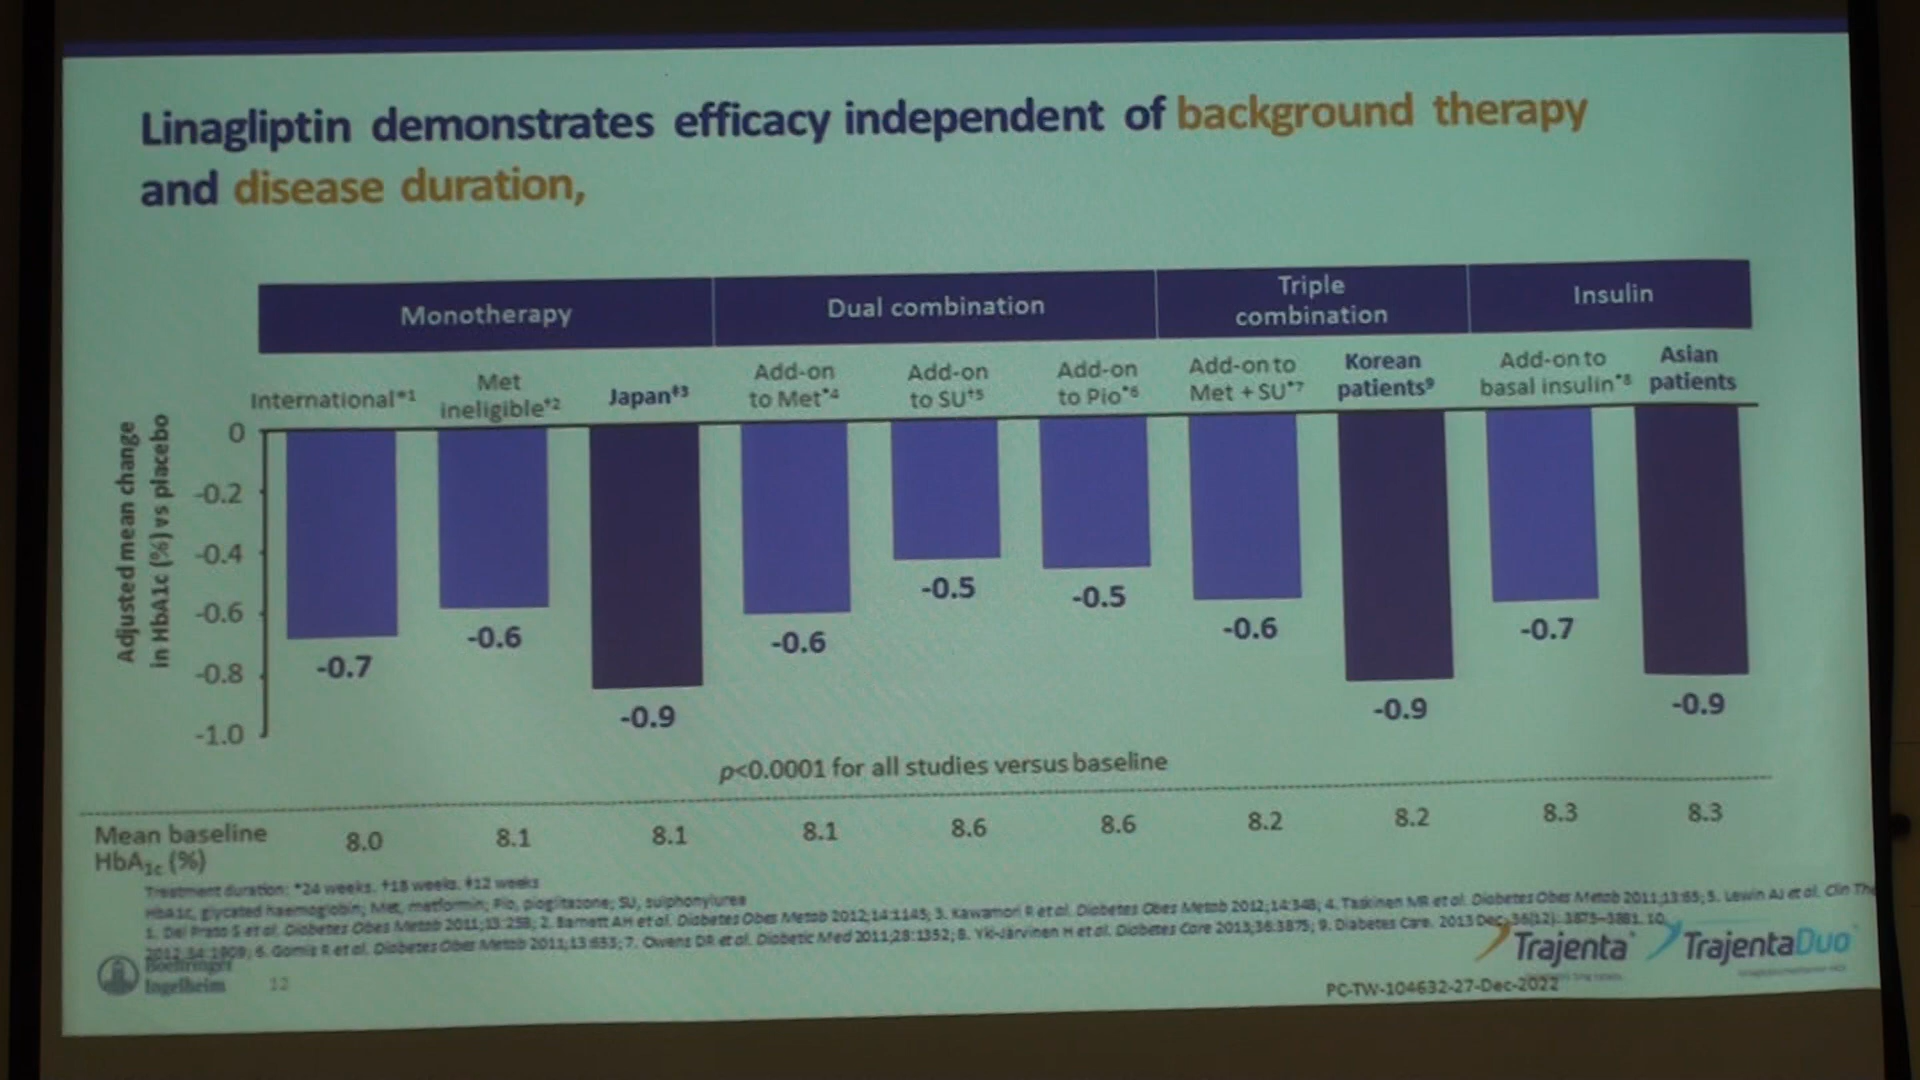 Linagliptin demonstrates efficacy independent of background therapy
and disease duration,
Monotherapy
Dual combination
Triple
combination
Insulin
International*1
Met
ineligible†2
Japan‡3
Add-on
to Met*4
Add-on
to SU†5
Add-on
to Pio*6
Add-on to
Met + SU*7
Korean
patients9
Add-on to
basal insulin*8
Asian
patients
Adjusted mean change
in HbA1c (%) vs placebo
0
-0.2
-0.4
-0.6
-0.8
-1.0
-0.7
-0.6
-0.9
-0.6
-0.5
-0.5
-0.6
-0.9
-0.7
-0.9
p<0.0001 for all studies versus baseline
Mean baseline
HbA1c (%)
8.0 8.1 8.1 8.1 8.6 8.6 8.2 8.2 8.3 8.3
Treatment duration: *24 weeks. †18 weeks. ‡12 weeks
HbA1c, glycated haemoglobin; Met, metformin; Pio, pioglitazone; SU, sulphonylurea
1. Del Prato S et al. Diabetes Obes Metab 2011;13:258; 2. Barnett AH et al. Diabetes Obes Metab 2012;14:1145; 3. Kawamori R et al. Diabetes Obes Metab 2012;14:348; 4. Taskinen MR et al. Diabetes Obes Metab 2011;13:65; 5. Lewin AJ et al. Clin
2012;34:1909; 6. Gomis R et al. Diabetes Obes Metab 2011;13:653; 7. Owens DR et al. Diabetic Med 2011;28:1352; 8. Yki-Järvinen H et al. Diabetes Care 2013;36:3875; 9. Diabetes Care. 2013 Dec;36(12): 3875–3881. 10.
Boehringer
Ingelheim
12
Trajenta
TrajentaDuo
PC-TW-104632-27-Dec-2022